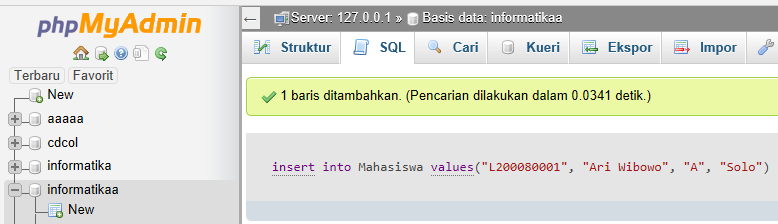 phpMyAdmin
Terbaru Favorit
New
aaaaa
cdcol
informatika
informatikaa
New
Server: 127.0.0.1 » Basis data: informatikaa
Struktur SQL Cari Kueri Ekspor Impor
1 baris ditambahkan. (Pencarian dilakukan dalam 0.0341 detik.)
insert into Mahasiswa values("L200080001", "Ari Wibowo", "A", "Solo")